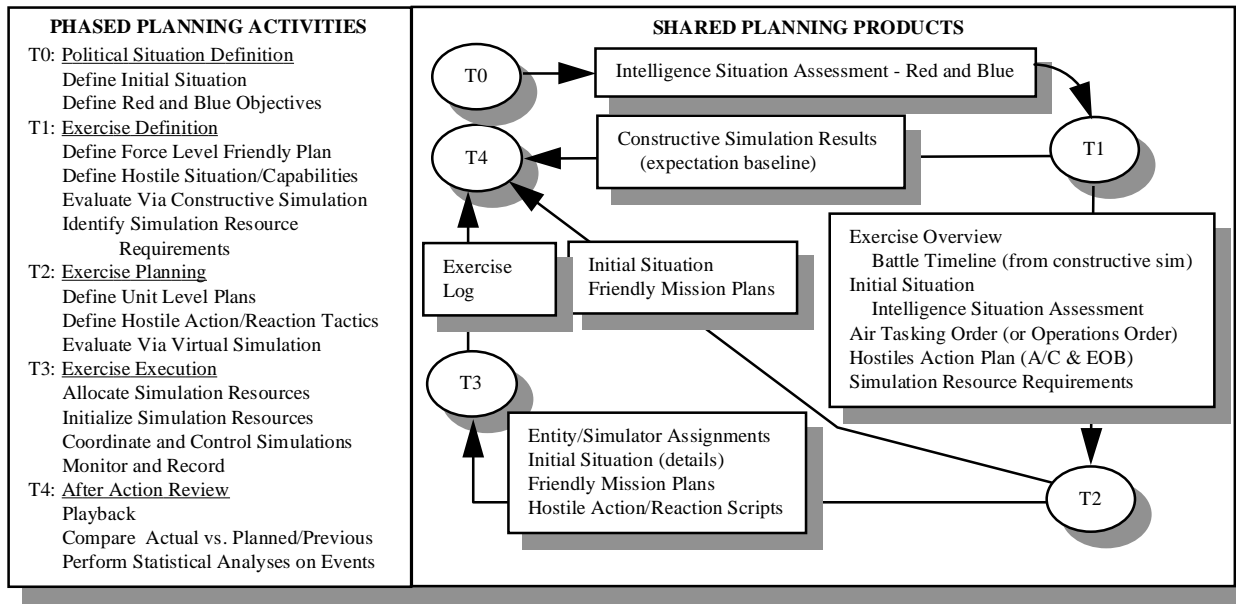 PHASED PLANNING ACTIVITIES
T0: Political Situation Definition
Define Initial Situation
Define Red and Blue Objectives
T1: Exercise Definition
Define Force Level Friendly Plan
Define Hostile Situation/Capabilities
Evaluate Via Constructive Simulation
Identify Simulation Resource
Requirements
T2: Exercise Planning
Define Unit Level Plans
Define Hostile Action/Reaction Tactics
Evaluate Via Virtual Simulation
T3: Exercise Execution
Allocate Simulation Resources
Initialize Simulation Resources
Coordinate and Control Simulations
Monitor and Record
T4: After Action Review
Playback
Compare Actual vs. Planned/Previous
Perform Statistical Analyses on Events
SHARED PLANNING PRODUCTS
T0
Intelligence Situation Assessment - Red and Blue
T4
Constructive Simulation Results
(expectation baseline)
T1
Exercise
Log
Initial Situation
Friendly Mission Plans
Exercise Overview
Battle Timeline (from constructive sim)
Initial Situation
Intelligence Situation Assessment
Air Tasking Order (or Operations Order)
Hostiles Action Plan (A/C & EOB)
Simulation Resource Requirements
T3
Entity/Simulator Assignments
Initial Situation (details)
Friendly Mission Plans
Hostile Action/Reaction Scripts
T2